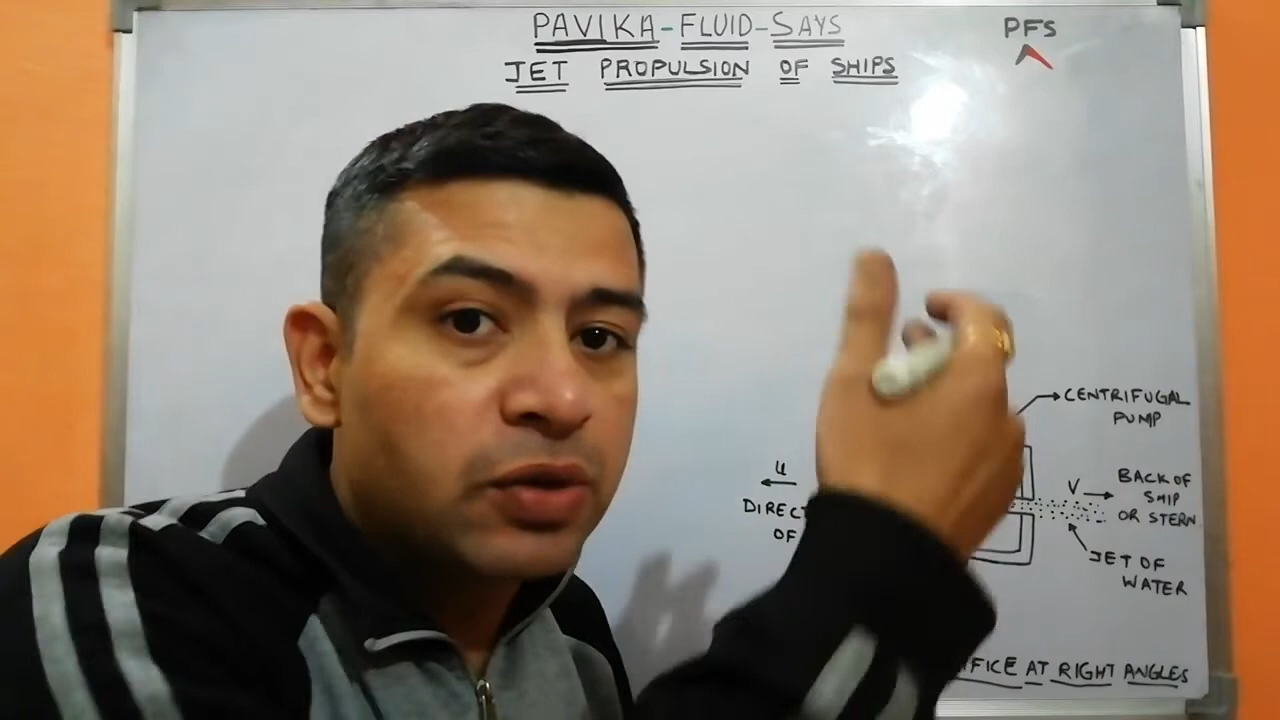 PAVIKA-FLUID-SAYS
PFS
JET PROPULSION OF SHIPS
CENTRIFUGAL
PUMP
u
V
BACK OF
SHIP
OR STERN
DIRECT
OF
JET OF
WATER
IFICE AT RIGHT ANGLES